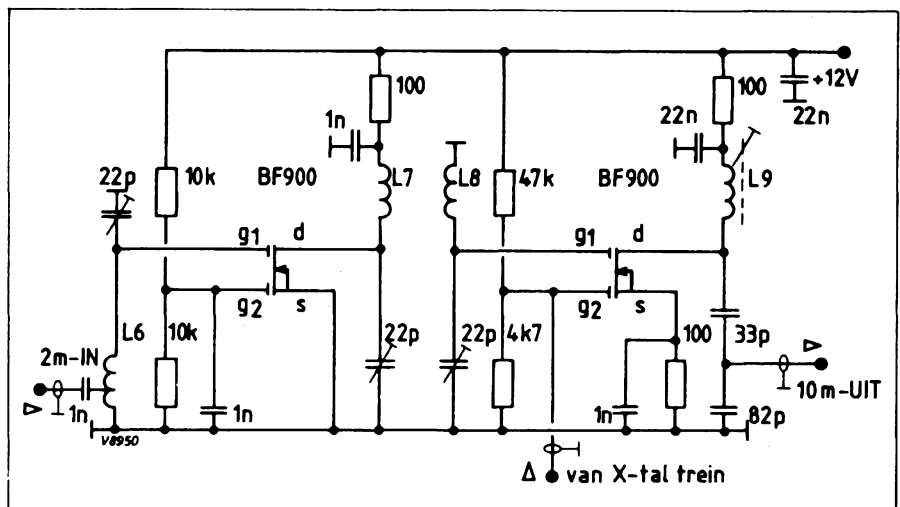 100
1n
22p
10k
BF900
L7
L8
47k
BF900
22n
100
+12V
22n
L9
g1
d
g2
s
g1
d
g2
s
L6
2m-IN
10k
1n
1n
22p
22p
4k7
1n
100
33p
10m-UIT
82p
V8950
van X-tal trein